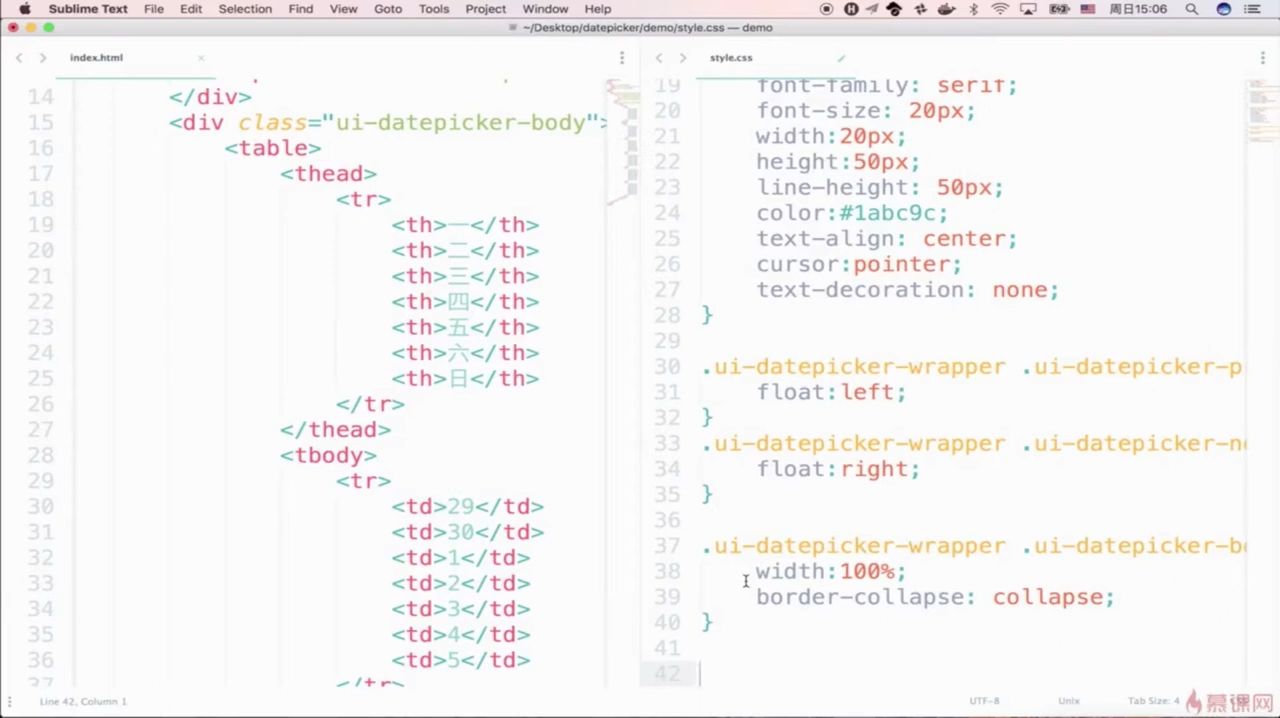 Sublime Text File Edit Selection Find View Goto Tools Project Window Help 周日15:06
~/Desktop/datepicker/demo/style.css — demo
index.html
14 </div>
15 <div class="ui-datepicker-body">
16 <table>
17 <thead>
18 <tr>
19 <th>一</th>
20 <th>二</th>
21 <th>三</th>
22 <th>四</th>
23 <th>五</th>
24 <th>六</th>
25 <th>日</th>
26 </tr>
27 </thead>
28 <tbody>
29 <tr>
30 <td>29</td>
31 <td>30</td>
32 <td>1</td>
33 <td>2</td>
34 <td>3</td>
35 <td>4</td>
36 <td>5</td>
37 </tr>
style.css
19 font-family: serif;
20 font-size: 20px;
21 width:20px;
22 height:50px;
23 line-height: 50px;
24 color:#1abc9c;
25 text-align: center;
26 cursor:pointer;
27 text-decoration: none;
28 }
29
30 .ui-datepicker-wrapper .ui-datepicker-p
31 float:left;
32 }
33 .ui-datepicker-wrapper .ui-datepicker-n
34 float:right;
35 }
36
37 .ui-datepicker-wrapper .ui-datepicker-b
38 width:100%;
39 border-collapse: collapse;
40 }
41
42
Line 42, Column 1 UTF-8 Unix Tab Size: 4
慕课网